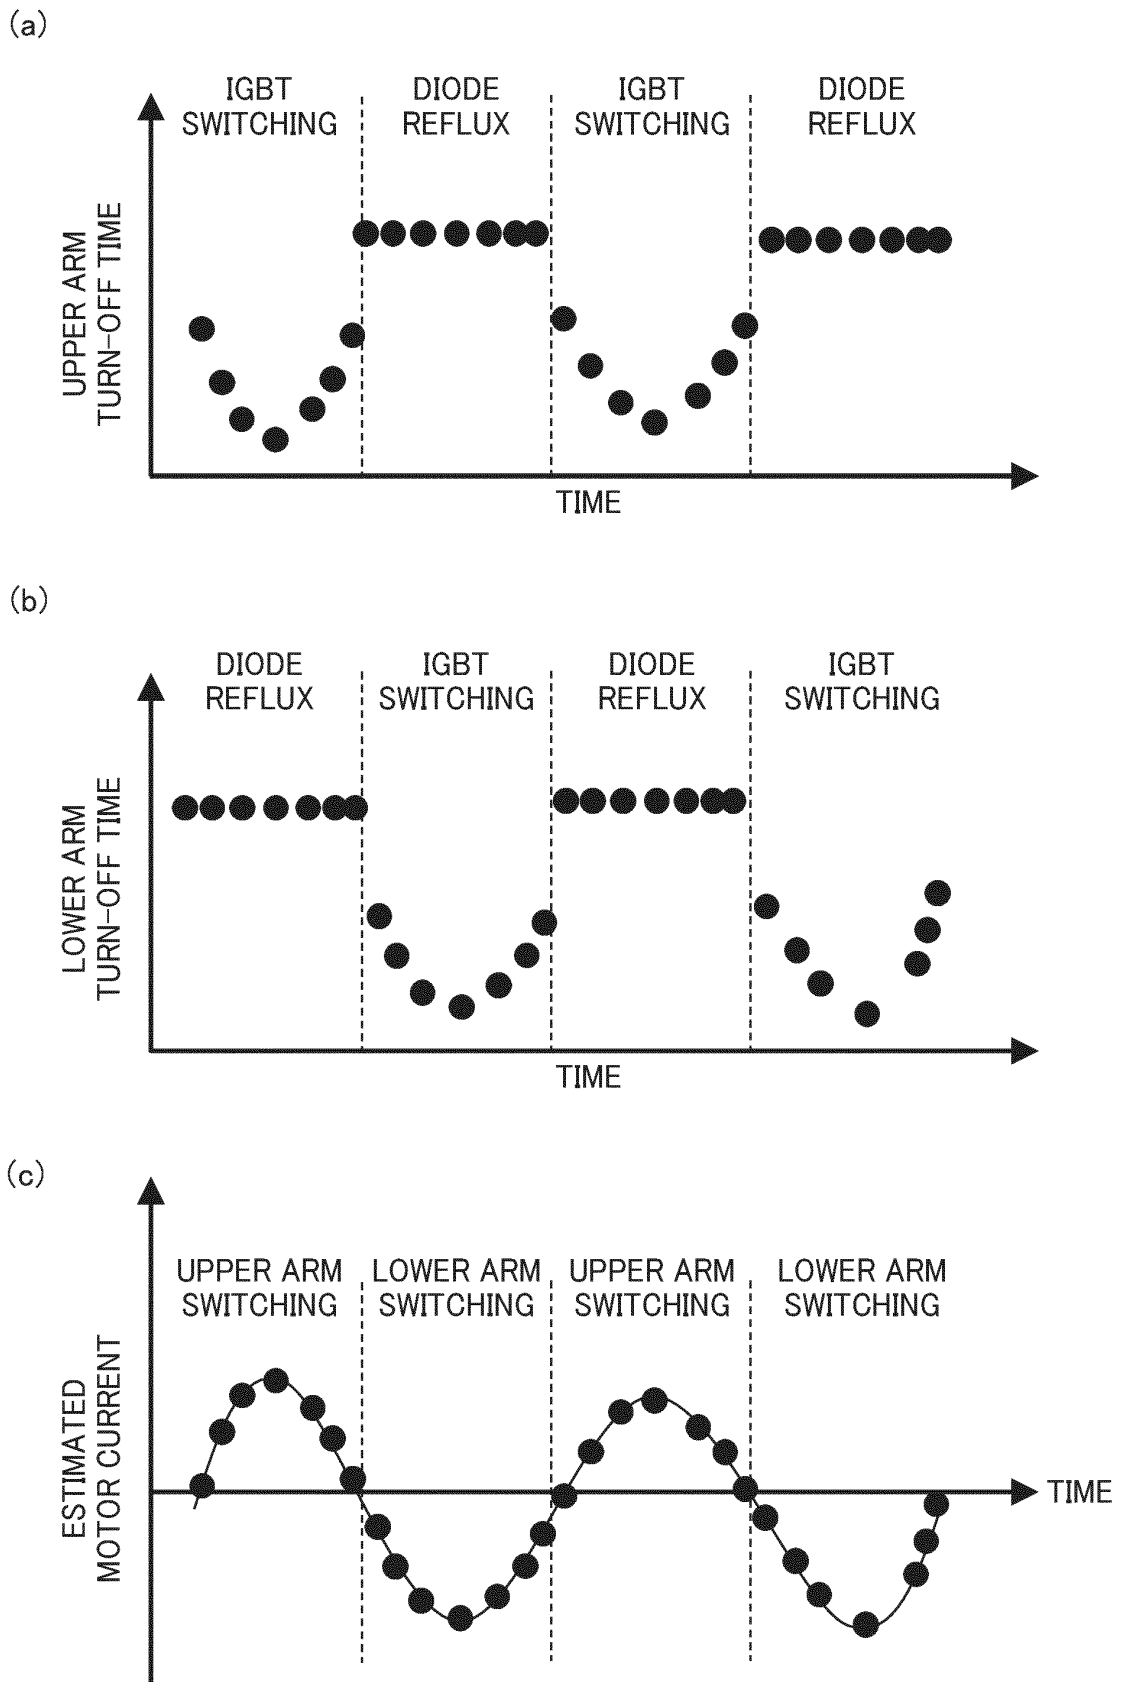 (a)
IGBT
SWITCHING
DIODE
REFLUX
IGBT
SWITCHING
DIODE
REFLUX
UPPER ARM
TURN-OFF TIME
TIME
(b)
DIODE
REFLUX
IGBT
SWITCHING
DIODE
REFLUX
IGBT
SWITCHING
LOWER ARM
TURN-OFF TIME
TIME
(c)
UPPER ARM
SWITCHING
LOWER ARM
SWITCHING
UPPER ARM
SWITCHING
LOWER ARM
SWITCHING
ESTIMATED
MOTOR CURRENT
TIME